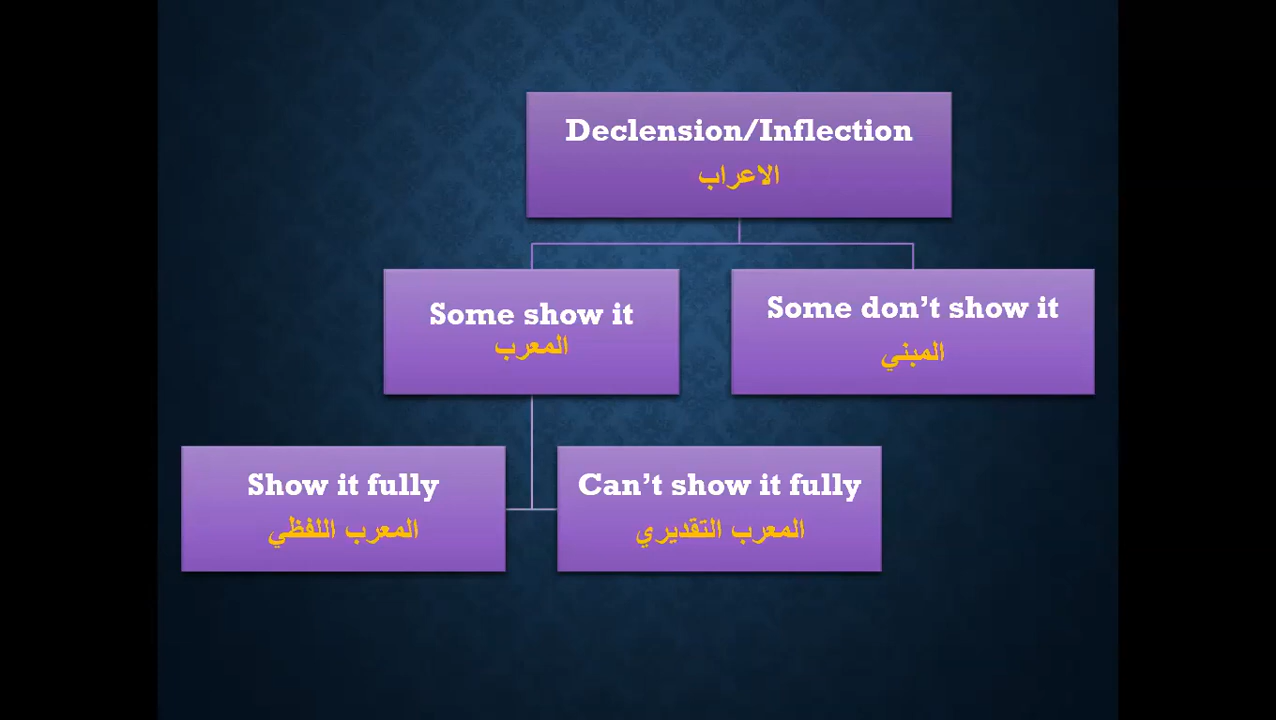 Declension/Inflection
الاعراب
Some show it
المعرب
Some don’t show it
المبني
Show it fully
المعرب اللفظي
Can’t show it fully
المعرب التقديري